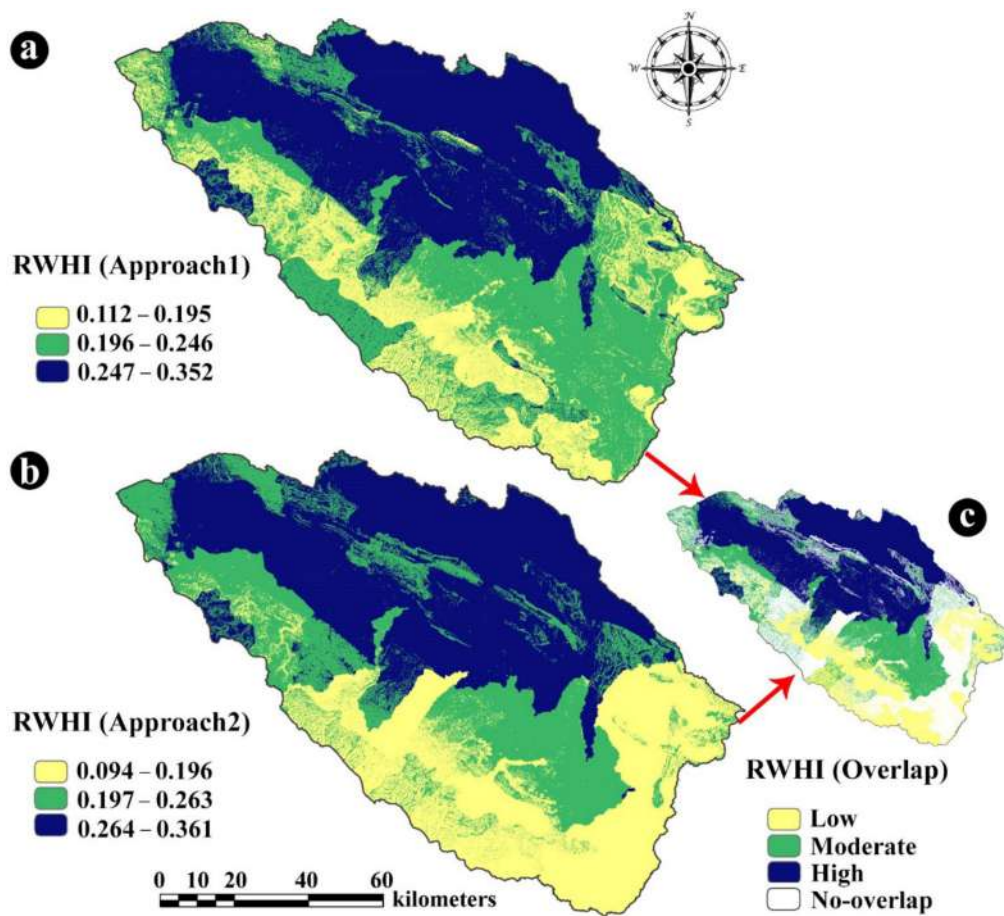 a
N
W E
S
RWHI (Approach1)
0.112 – 0.195
0.196 – 0.246
0.247 – 0.352
b
c
RWHI (Approach2)
0.094 – 0.196
0.197 – 0.263
0.264 – 0.361
0 10 20 40 60
kilometers
RWHI (Overlap)
Low
Moderate
High
No-overlap